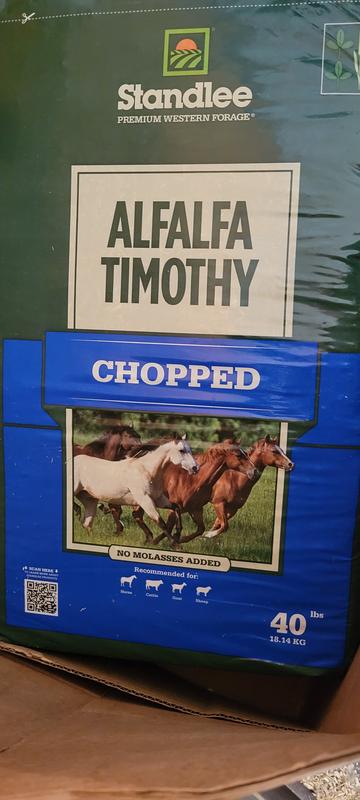 Standlee
PREMIUM WESTERN FORAGE®
ALFALFA
TIMOTHY
CHOPPED
NO MOLASSES ADDED
Recommended for:
Horse Cattle Goat Sheep
SCAN HERE
40 lbs
18.14 KG